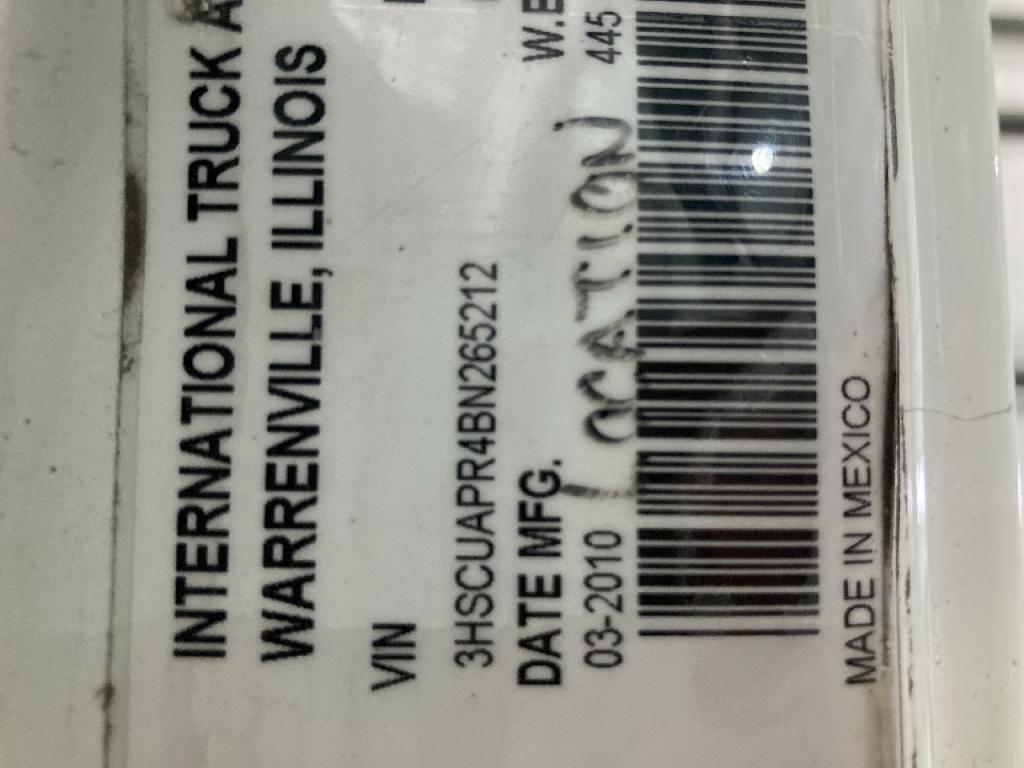 INTERNATIONAL TRUCK A
WARRENVILLE, ILLINOIS
VIN
3HSCUAPR4BN265212
DATE MFG.
W.B
03-2010
LOCATION
445
MADE IN MEXICO